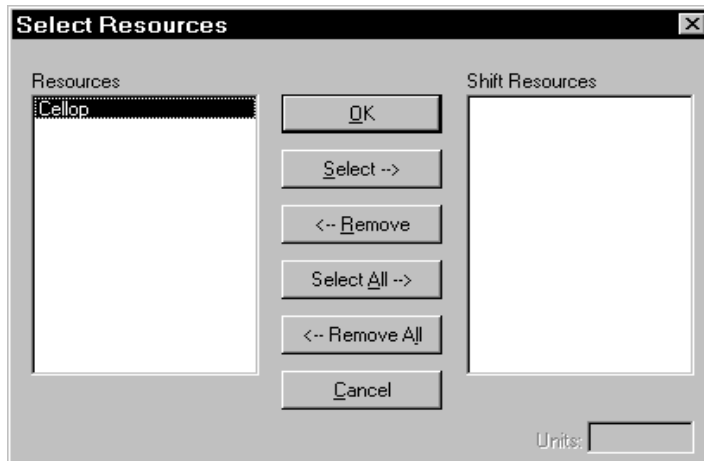 Select Resources
Resources
Shift Resources
Cellop
OK
Select -->
<-- Remove
Select All -->
<-- Remove All
Cancel
Units: